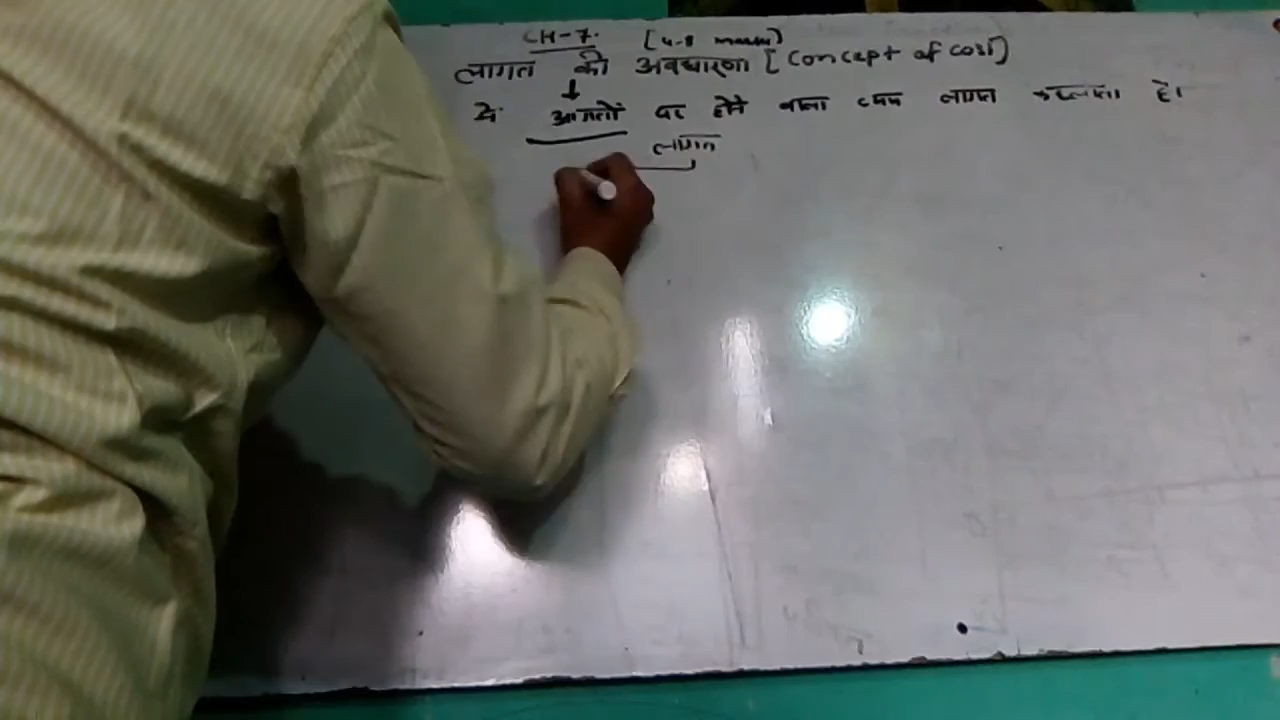 CH-7. [4-8 marks]
लागत की अवधारणा [Concept of cost]
आगतों पर होने वाला व्यय लागत कहलाता है।
लागत